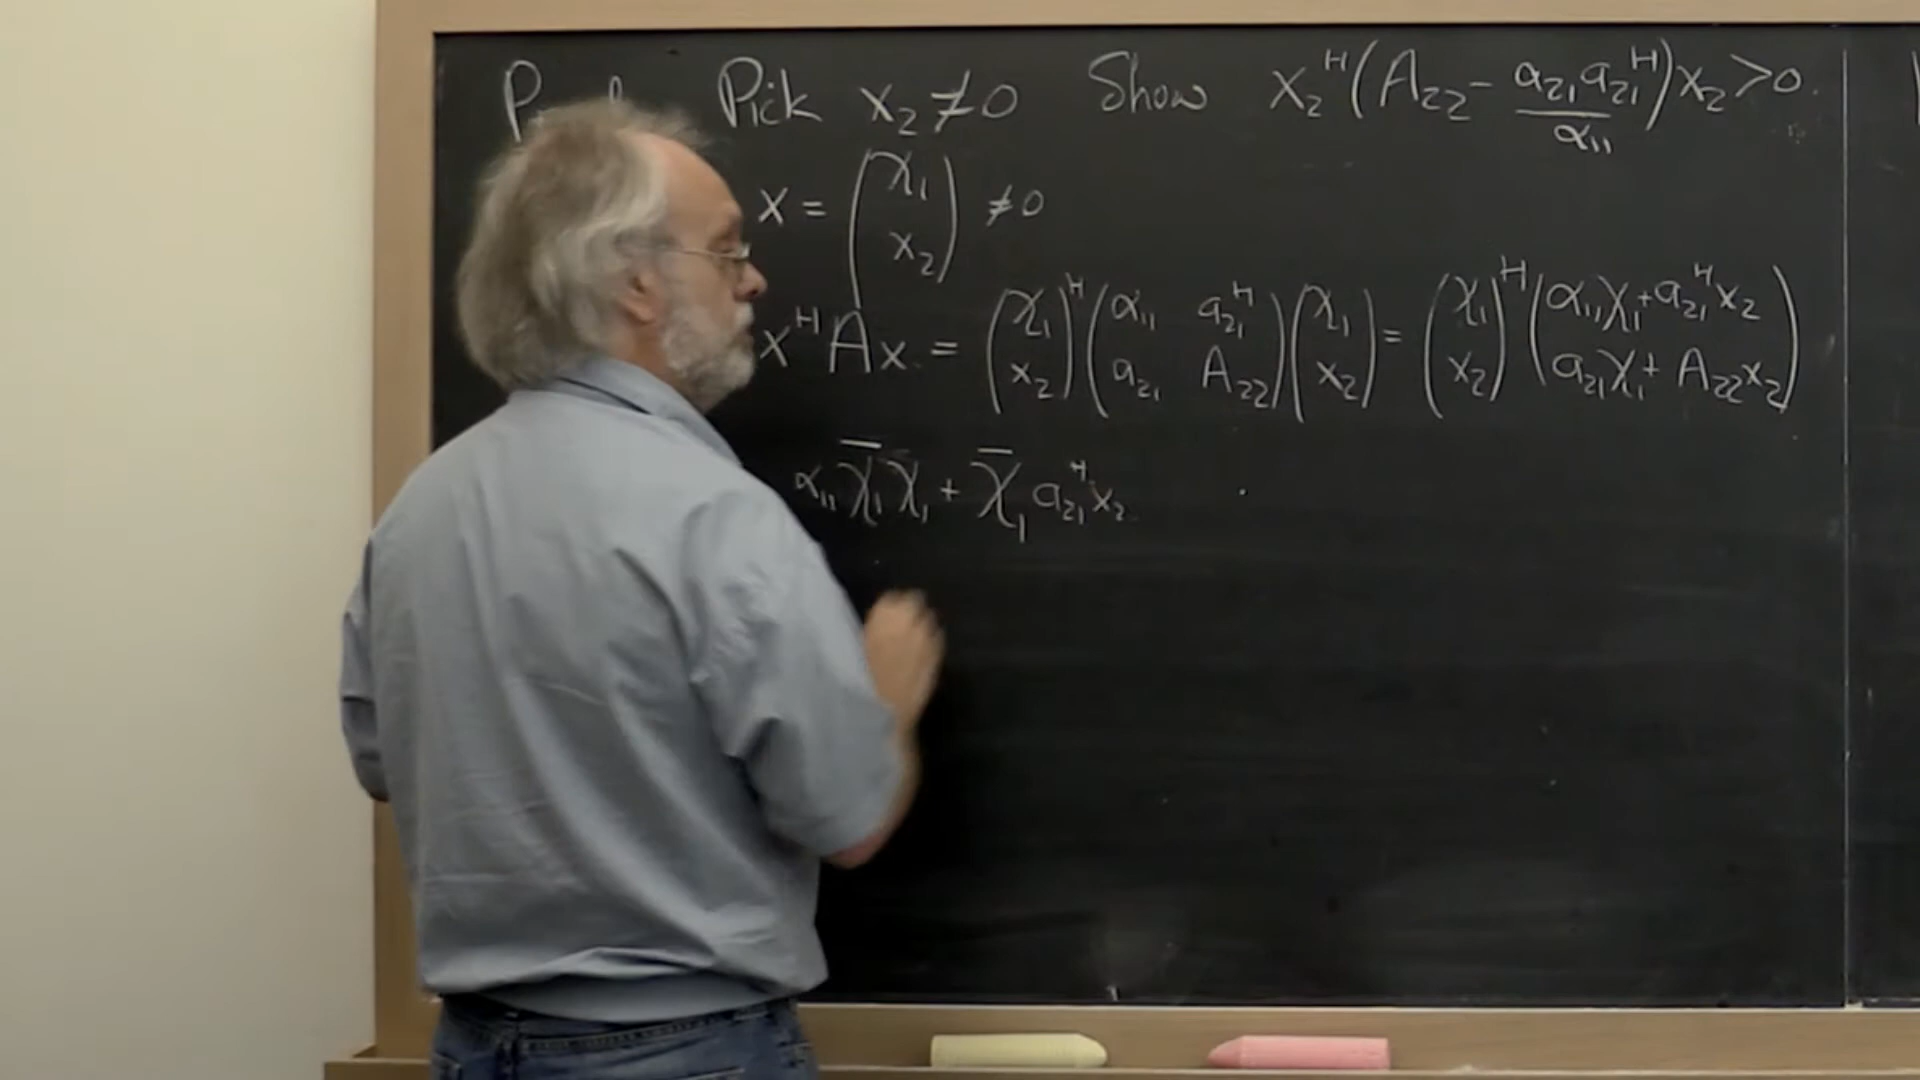 Pick x₂ ≠ 0 Show x₂ᴴ(A₂₂ - a₂₁a₂₁ᴴ/α₁₁)x₂ > 0.
x = (χ₁ x₂) ≠ 0
xᴴAx = (χ₁ x₂)ᴴ (α₁₁ a₂₁ᴴ a₂₁ A₂₂) (χ₁ x₂) = (χ₁ x₂)ᴴ (α₁₁χ₁ + a₂₁ᴴx₂ a₂₁χ₁ + A₂₂x₂)
α₁₁χ̄₁χ₁ + χ̄₁a₂₁ᴴx₂